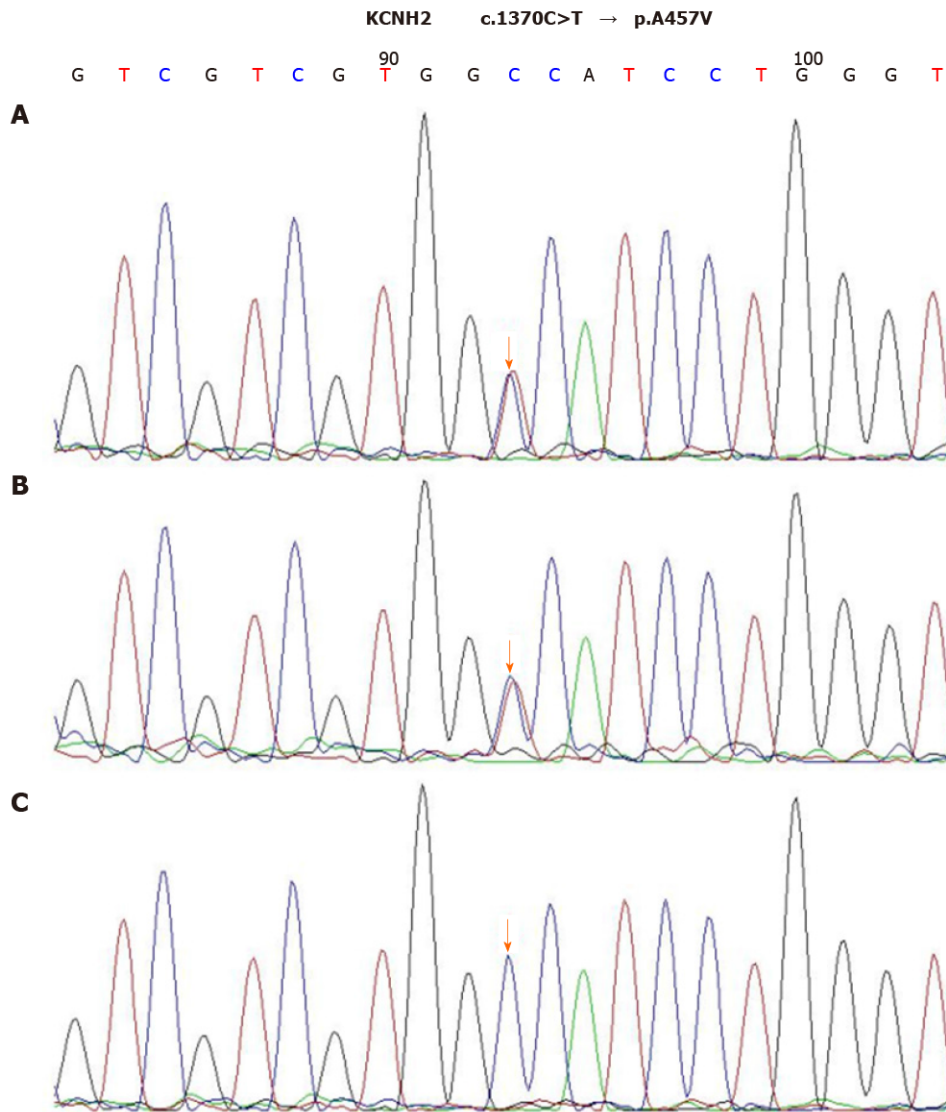 KCNH2 c.1370C>T → p.A457V
90 100
G T C G T C G T G G C C A T C C T G G G T
A
B
C